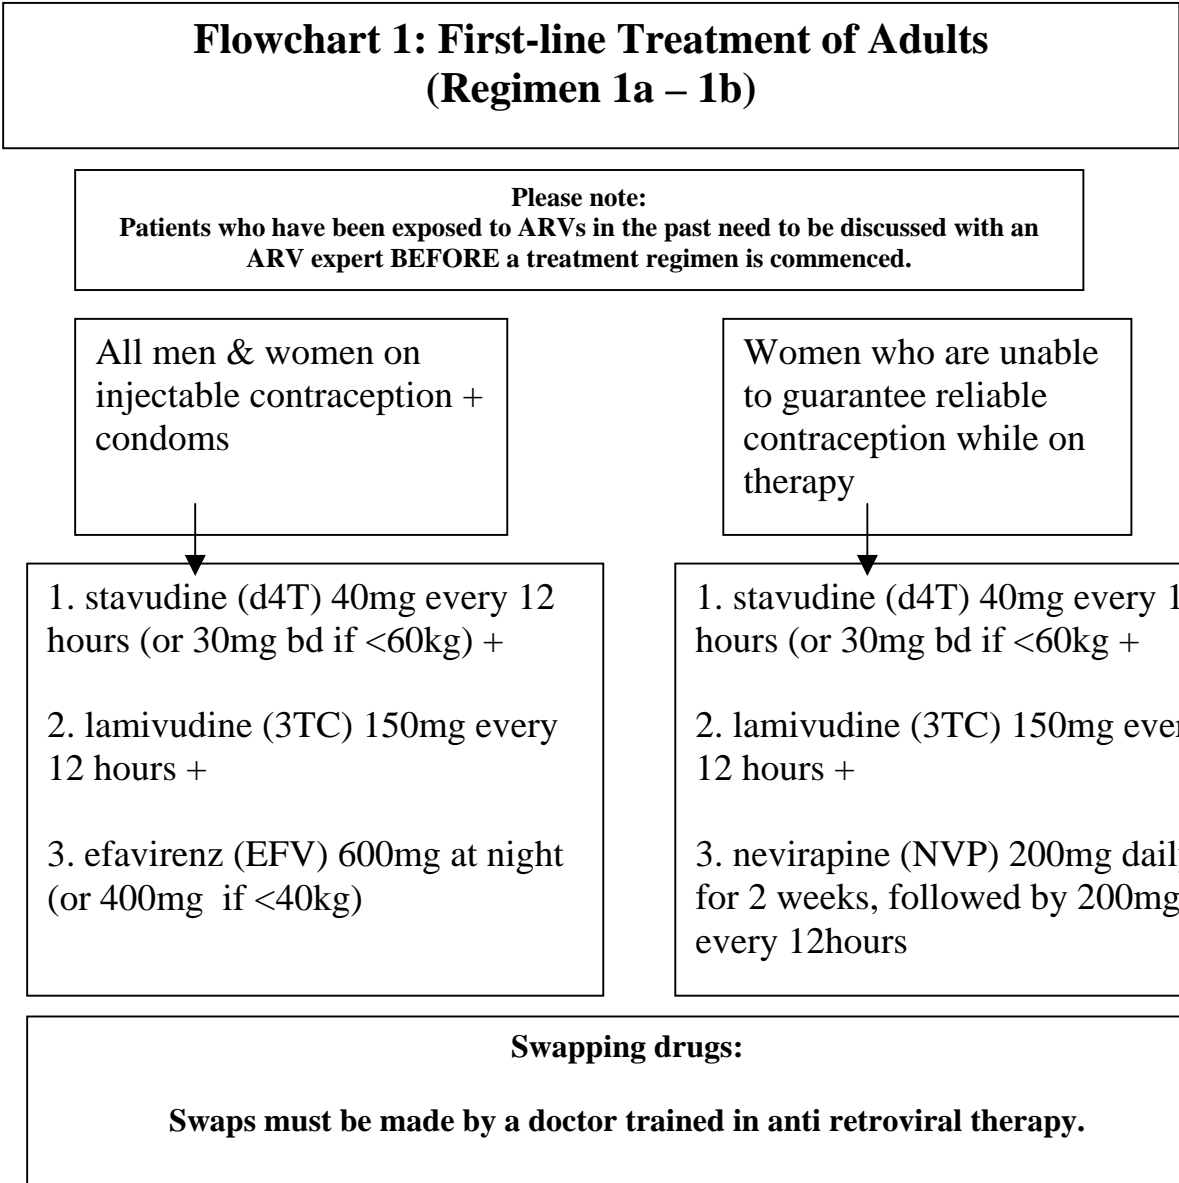 Flowchart 1: First-line Treatment of Adults
(Regimen 1a – 1b)
Please note:
Patients who have been exposed to ARVs in the past need to be discussed with an
ARV expert BEFORE a treatment regimen is commenced.
All men & women on
injectable contraception +
condoms
1. stavudine (d4T) 40mg every 12
hours (or 30mg bd if <60kg) +
2. lamivudine (3TC) 150mg every
12 hours +
3. efavirenz (EFV) 600mg at night
(or 400mg if <40kg)
Women who are unable
to guarantee reliable
contraception while on
therapy
1. stavudine (d4T) 40mg every 1
hours (or 30mg bd if <60kg +
2. lamivudine (3TC) 150mg ever
12 hours +
3. nevirapine (NVP) 200mg daily
for 2 weeks, followed by 200mg
every 12hours
Swapping drugs:
Swaps must be made by a doctor trained in anti retroviral therapy.